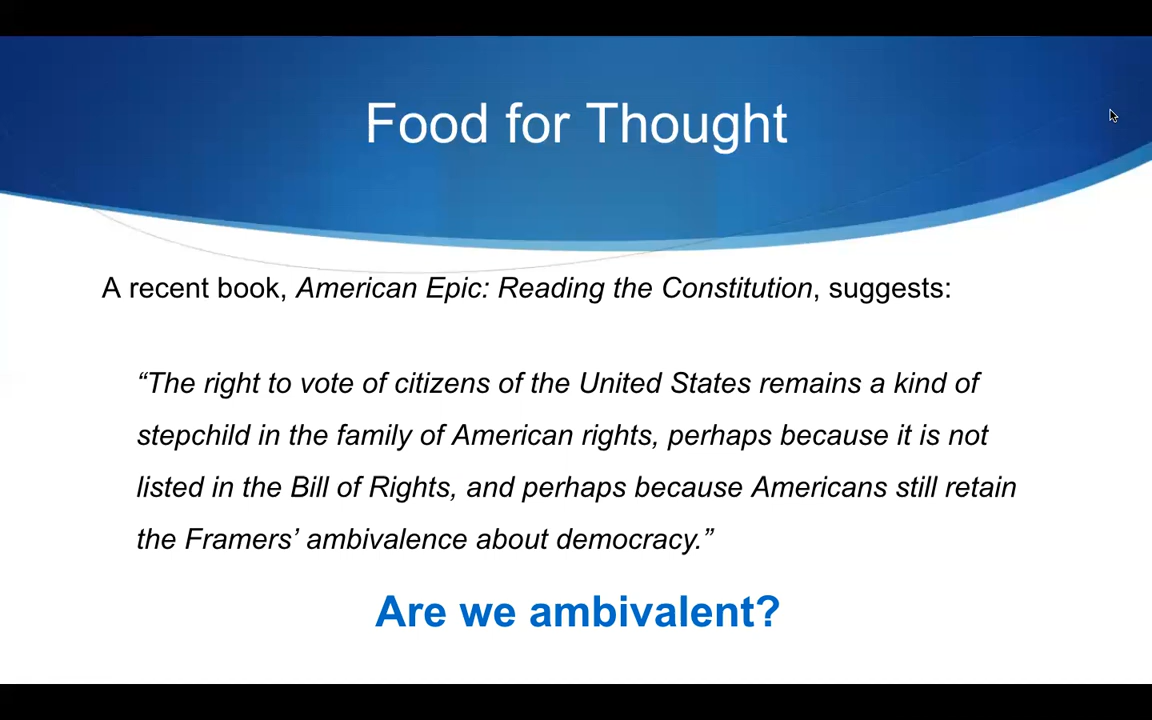 Food for Thought
A recent book, American Epic: Reading the Constitution, suggests:
“The right to vote of citizens of the United States remains a kind of
stepchild in the family of American rights, perhaps because it is not
listed in the Bill of Rights, and perhaps because Americans still retain
the Framers’ ambivalence about democracy.”
Are we ambivalent?